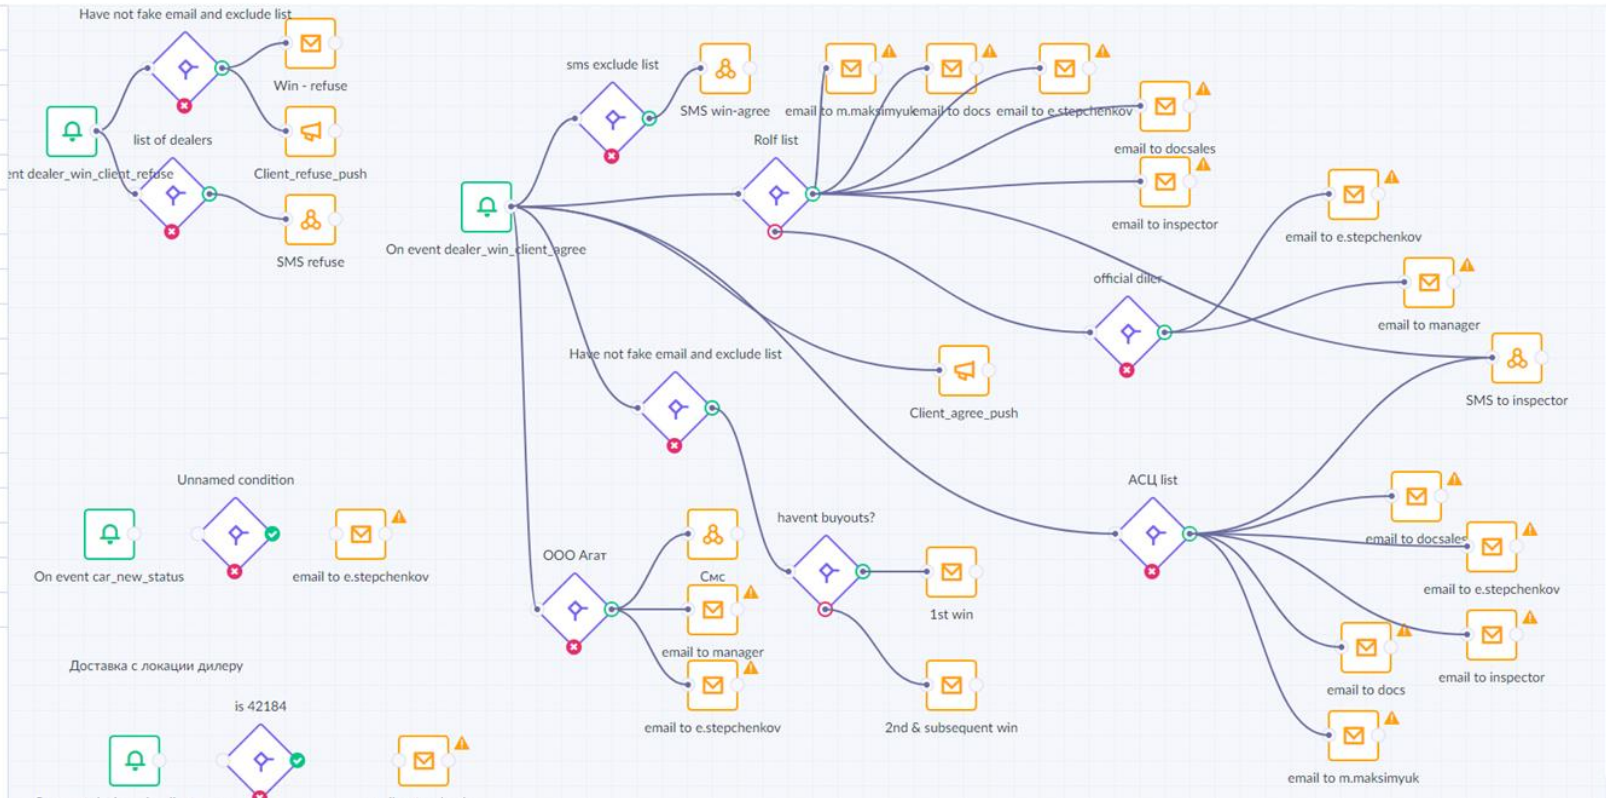 Have not fake email and exclude list
Win - refuse
list of dealers
ent dealer_win_client_refuse
Client_refuse_push
SMS refuse
sms exclude list
SMS win-agree
email to m.maksimyuk
email to docs
email to e.stepchenkov
Rolf list
email to docsales
email to inspector
On event dealer_win_client_agree
email to e.stepchenkov
official diler
email to manager
Have not fake email and exclude list
Client_agree_push
SMS to inspector
Unnamed condition
On event car_new_status
email to e.stepchenkov
ООО Агат
Смс
email to manager
email to e.stepchenkov
havent buyouts?
1st win
2nd & subsequent win
АСЦ list
email to docsales
email to e.stepchenkov
email to inspector
email to docs
email to m.maksimyuk
Доставка с локации дилеру
is 42184